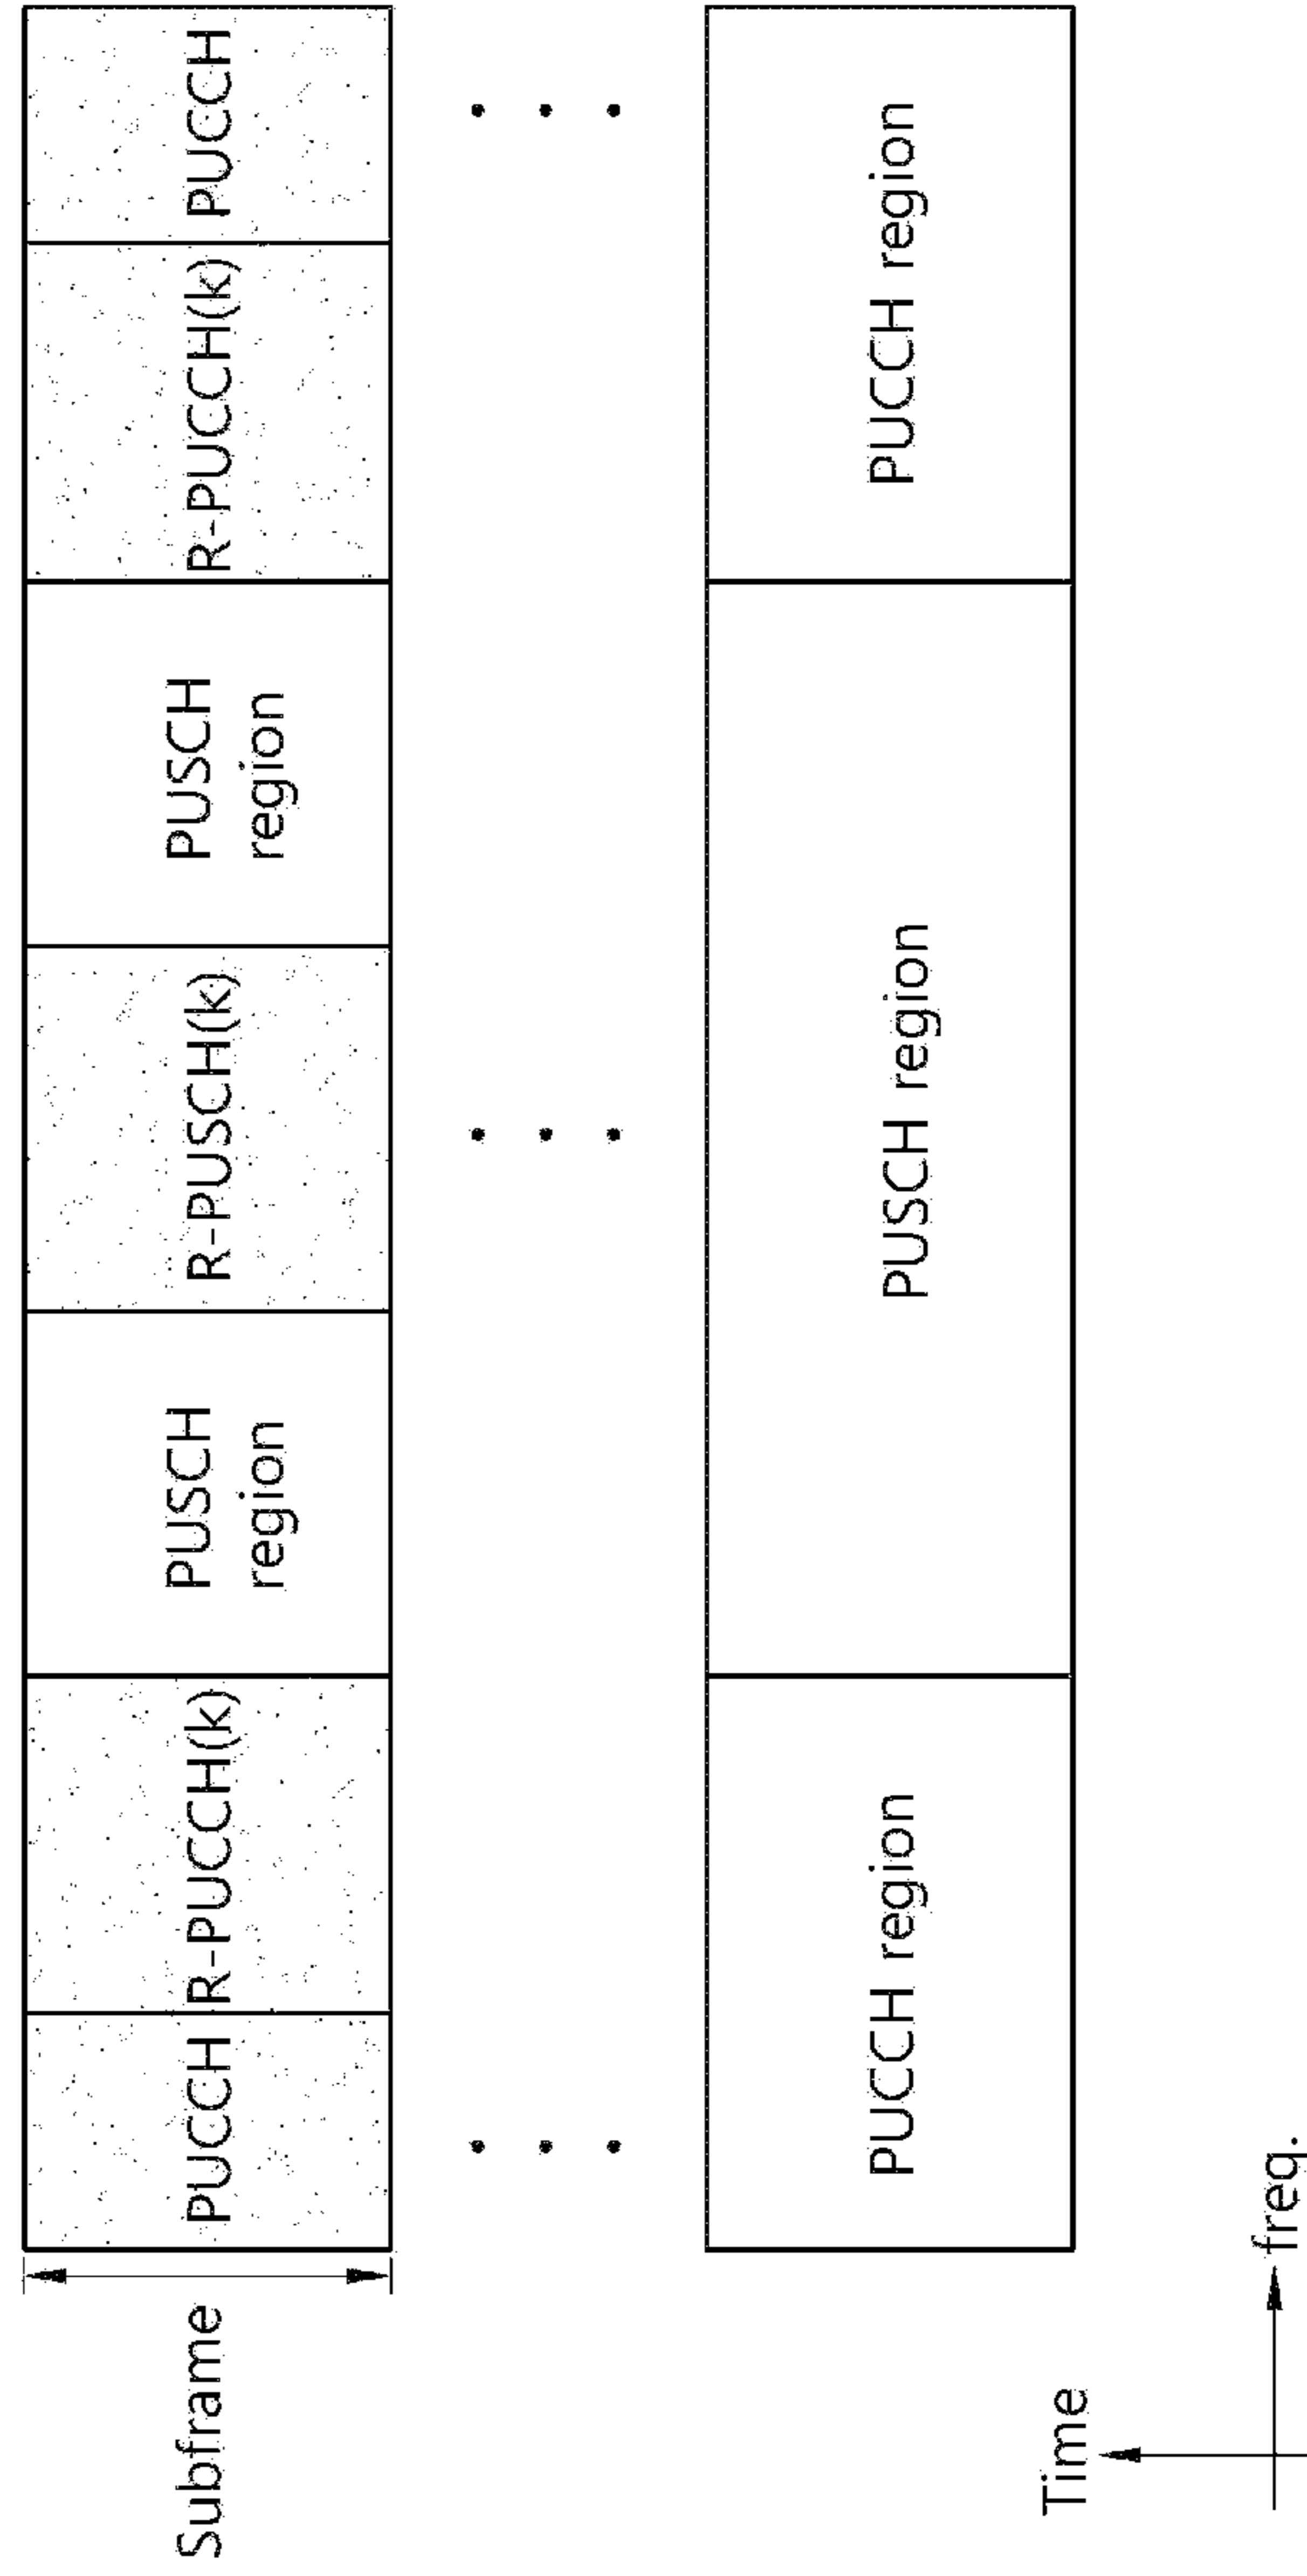 Subframe
PUCCH
R-PUCCH(k)
PUSCH
region
R-PUSCH(k)
PUSCH
region
R-PUCCH(k)
PUCCH
PUCCH region
PUSCH region
PUCCH region
Time
freq.